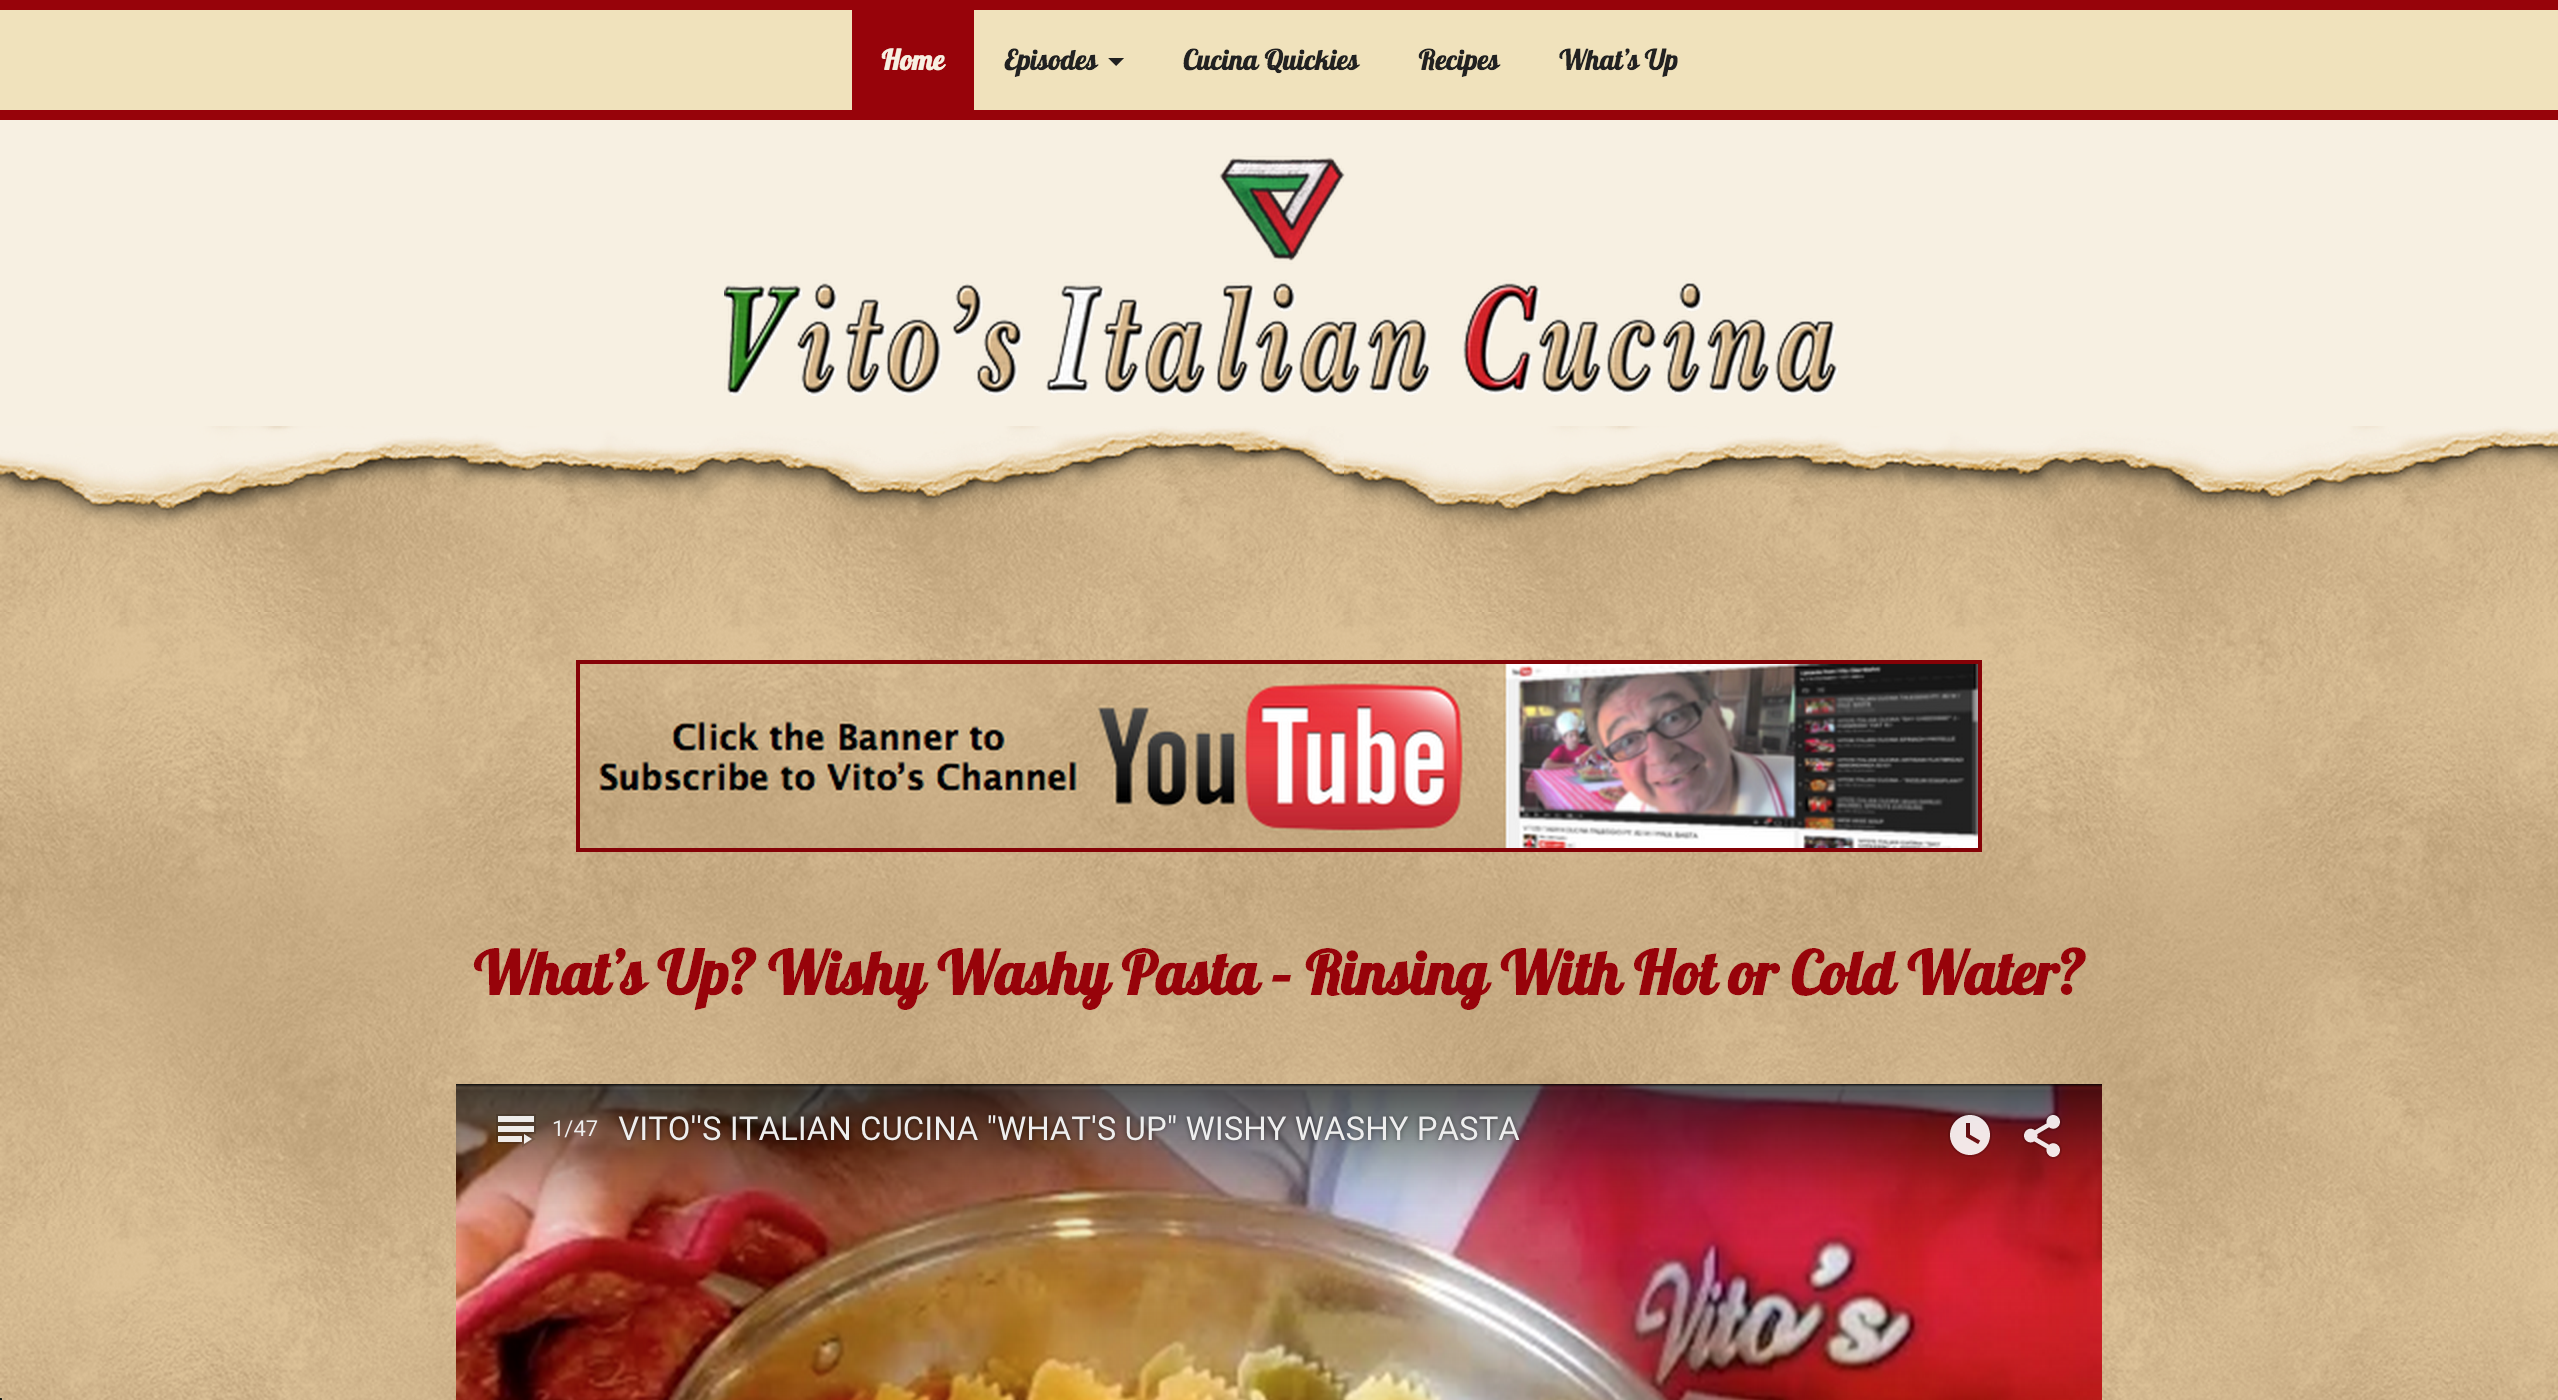 Home Episodes Cucina Quickies Recipes What's Up
Vito's Italian Cucina
Click the Banner to
Subscribe to Vito's Channel
YouTube
What's Up? Wishy Washy Pasta – Rinsing With Hot or Cold Water?
1/47 VITO"S ITALIAN CUCINA "WHAT'S UP" WISHY WASHY PASTA
Vito's